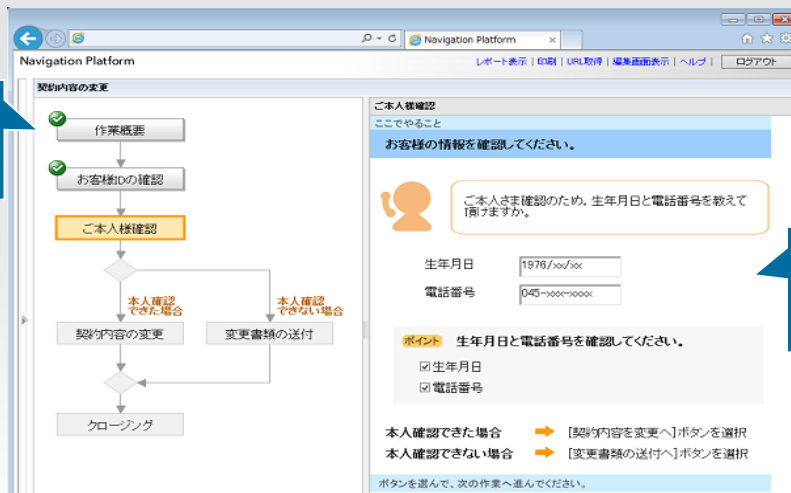 Navigation Platform
Navigation Platform
レポート表示 | 印刷 | URL取得 | 編集画面表示 | ヘルプ | ログアウト
契約内容の変更
作業概要
お客様IDの確認
ご本人様確認
本人確認
できた場合
本人確認
できない場合
契約内容の変更
変更書類の送付
クロージング
ご本人様確認
ここでやること
お客様の情報を確認してください。
ご本人さま確認のため。生年月日と電話番号を教えて
頂けますか。
生年月日 1976/xx/xx
電話番号 045-xxx-xxxx
ポイント 生年月日と電話番号を確認してください。
生年月日
電話番号
本人確認できた場合 [契約内容を変更へ]ボタンを選択
本人確認できない場合 [変更書類の送付へ]ボタンを選択
ボタンを選んで、次の作業へ進んでください。